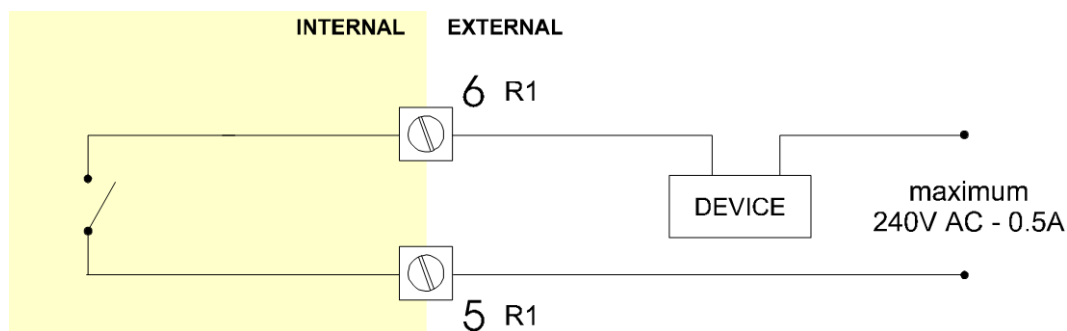 INTERNAL EXTERNAL
6 R1
DEVICE
maximum
240V AC - 0.5A
5 R1